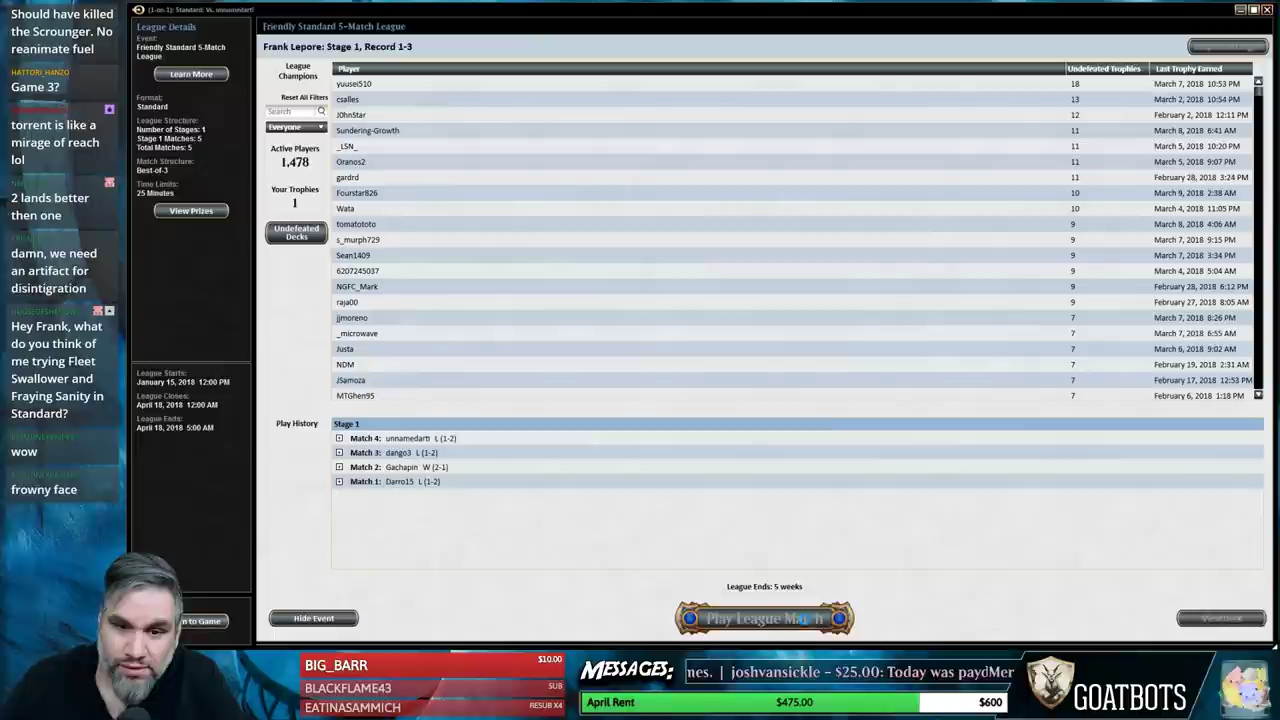 Should have killed
the Scrounger. No
reanimate fuel
HATTORI_H4NZO
Game 3?
lol
2 lands better
then one
damn, we need
an artifact for
disintigration
Hey Frank, what
do you think of
me trying Fleet
Swallower and
Fraying Sanity in
Standard?
wow
frowny face
(1-on-1): Standard: Vs. unnamedarti
League Details
Event:
Friendly Standard 5-Match
League
Learn More
Format:
Standard
League Structure:
Number of Stages: 1
Stage 1 Matches: 5
Total Matches: 5
Match Structure:
Best-of-3
Time Limits:
25 Minutes
View Prizes
League Starts:
January 15, 2018 12:00 PM
League Closes:
April 18, 2018 12:00 AM
League Ends:
April 18, 2018 5:00 AM
n to Game
Friendly Standard 5-Match League
Frank Lepore: Stage 1, Record 1-3
League
Champions
Reset All Filters
Search
Everyone
Active Players
1,478
Your Trophies
1
Undefeated
Decks
Player Undefeated Trophies Last Trophy Earned
yuusei510 18 March 7, 2018 10:53 PM
csalles 13 March 2, 2018 10:54 PM
J0hnStar 12 February 2, 2018 12:11 PM
Sundering-Growth 11 March 8, 2018 6:41 AM
_LSN_ 11 March 5, 2018 10:20 PM
Oranos2 11 March 5, 2018 9:07 PM
gardrd 11 February 28, 2018 3:24 PM
Fourstar826 10 March 9, 2018 2:38 AM
Wata 10 March 4, 2018 11:05 PM
tomatototo 9 March 8, 2018 4:06 AM
s_murph729 9 March 7, 2018 9:15 PM
Sean1409 9 March 7, 2018 3:34 PM
6207245037 9 March 4, 2018 5:04 AM
NGFC_Mark 9 February 28, 2018 6:12 PM
raja00 9 February 27, 2018 8:05 AM
jjmoreno 7 March 7, 2018 8:26 PM
_microwave 7 March 7, 2018 6:55 AM
Justa 7 March 6, 2018 9:02 AM
NDM 7 February 19, 2018 2:31 AM
JSamoza 7 February 17, 2018 12:53 PM
MTGhen95 7 February 6, 2018 1:18 PM
Play History
Stage 1
Match 4: unnamedarti L (1-2)
Match 3: dango3 L (1-2)
Match 2: Gachapin W (2-1)
Match 1: Darro15 L (1-2)
League Ends: 5 weeks
Hide Event
Play League Match
BIG_BARR $10.00
BLACKFLAME43 SUB
EATINASAMMICH RESUB X4
Messages:
nes. | joshvansickle - $25.00: Today was paydMer
April Rent $475.00 $600
GOATBOTS